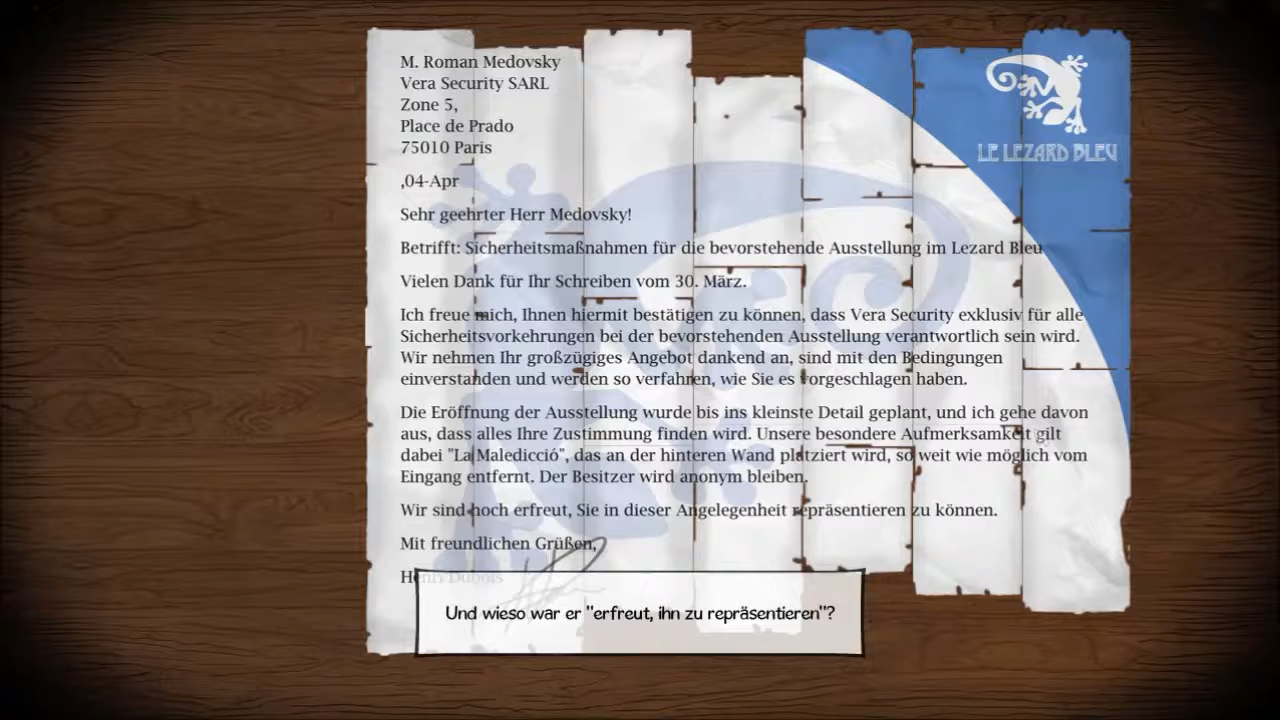 M. Roman Medovsky
Vera Security SARL
Zone 5,
Place de Prado
75010 Paris
LE LEZARD BLEU
,04-Apr
Sehr geehrter Herr Medovsky!
Betrifft: Sicherheitsmaßnahmen für die bevorstehende Ausstellung im Lezard Bleu
Vielen Dank für Ihr Schreiben vom 30. März.
Ich freue mich, Ihnen hiermit bestätigen zu können, dass Vera Security exklusiv für alle
Sicherheitsvorkehrungen bei der bevorstehenden Ausstellung verantwortlich sein wird.
Wir nehmen Ihr großzügiges Angebot dankend an, sind mit den Bedingungen
einverstanden und werden so verfahren, wie Sie es vorgeschlagen haben.
Die Eröffnung der Ausstellung wurde bis ins kleinste Detail geplant, und ich gehe davon
aus, dass alles Ihre Zustimmung finden wird. Unsere besondere Aufmerksamkeit gilt
dabei "La Maledicció", das an der hinteren Wand platziert wird, so weit wie möglich vom
Eingang entfernt. Der Besitzer wird anonym bleiben.
Wir sind hoch erfreut, Sie in dieser Angelegenheit repräsentieren zu können.
Mit freundlichen Grüßen,
Henri Dubois
Und wieso war er "erfreut, ihn zu repräsentieren"?